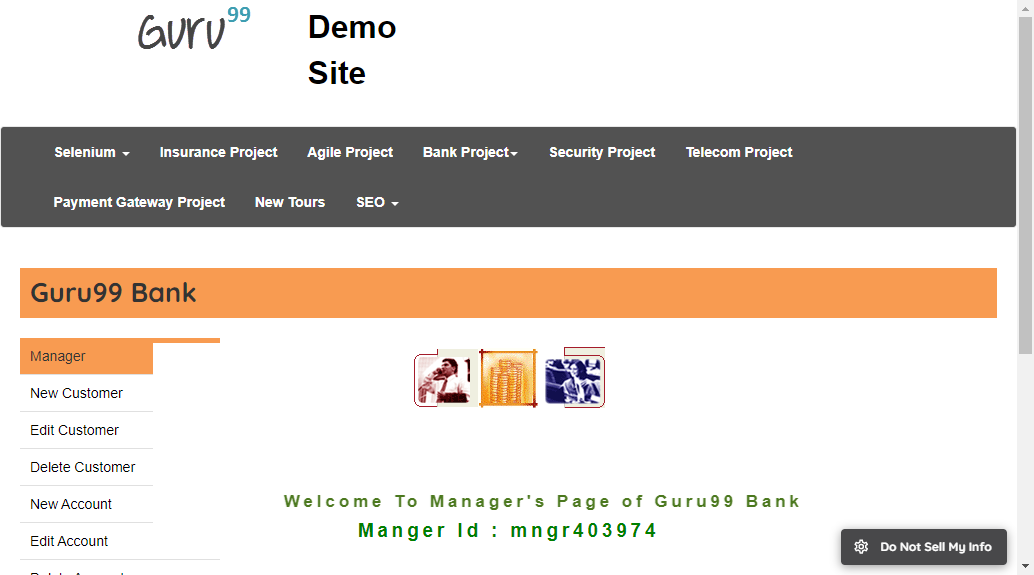 Guru99
Demo
Site
Selenium Insurance Project Agile Project Bank Project Security Project Telecom Project
Payment Gateway Project New Tours SEO
Guru99 Bank
Manager
New Customer
Edit Customer
Delete Customer
New Account
Edit Account
Welcome To Manager's Page of Guru99 Bank
Manger Id : mngr403974
Do Not Sell My Info